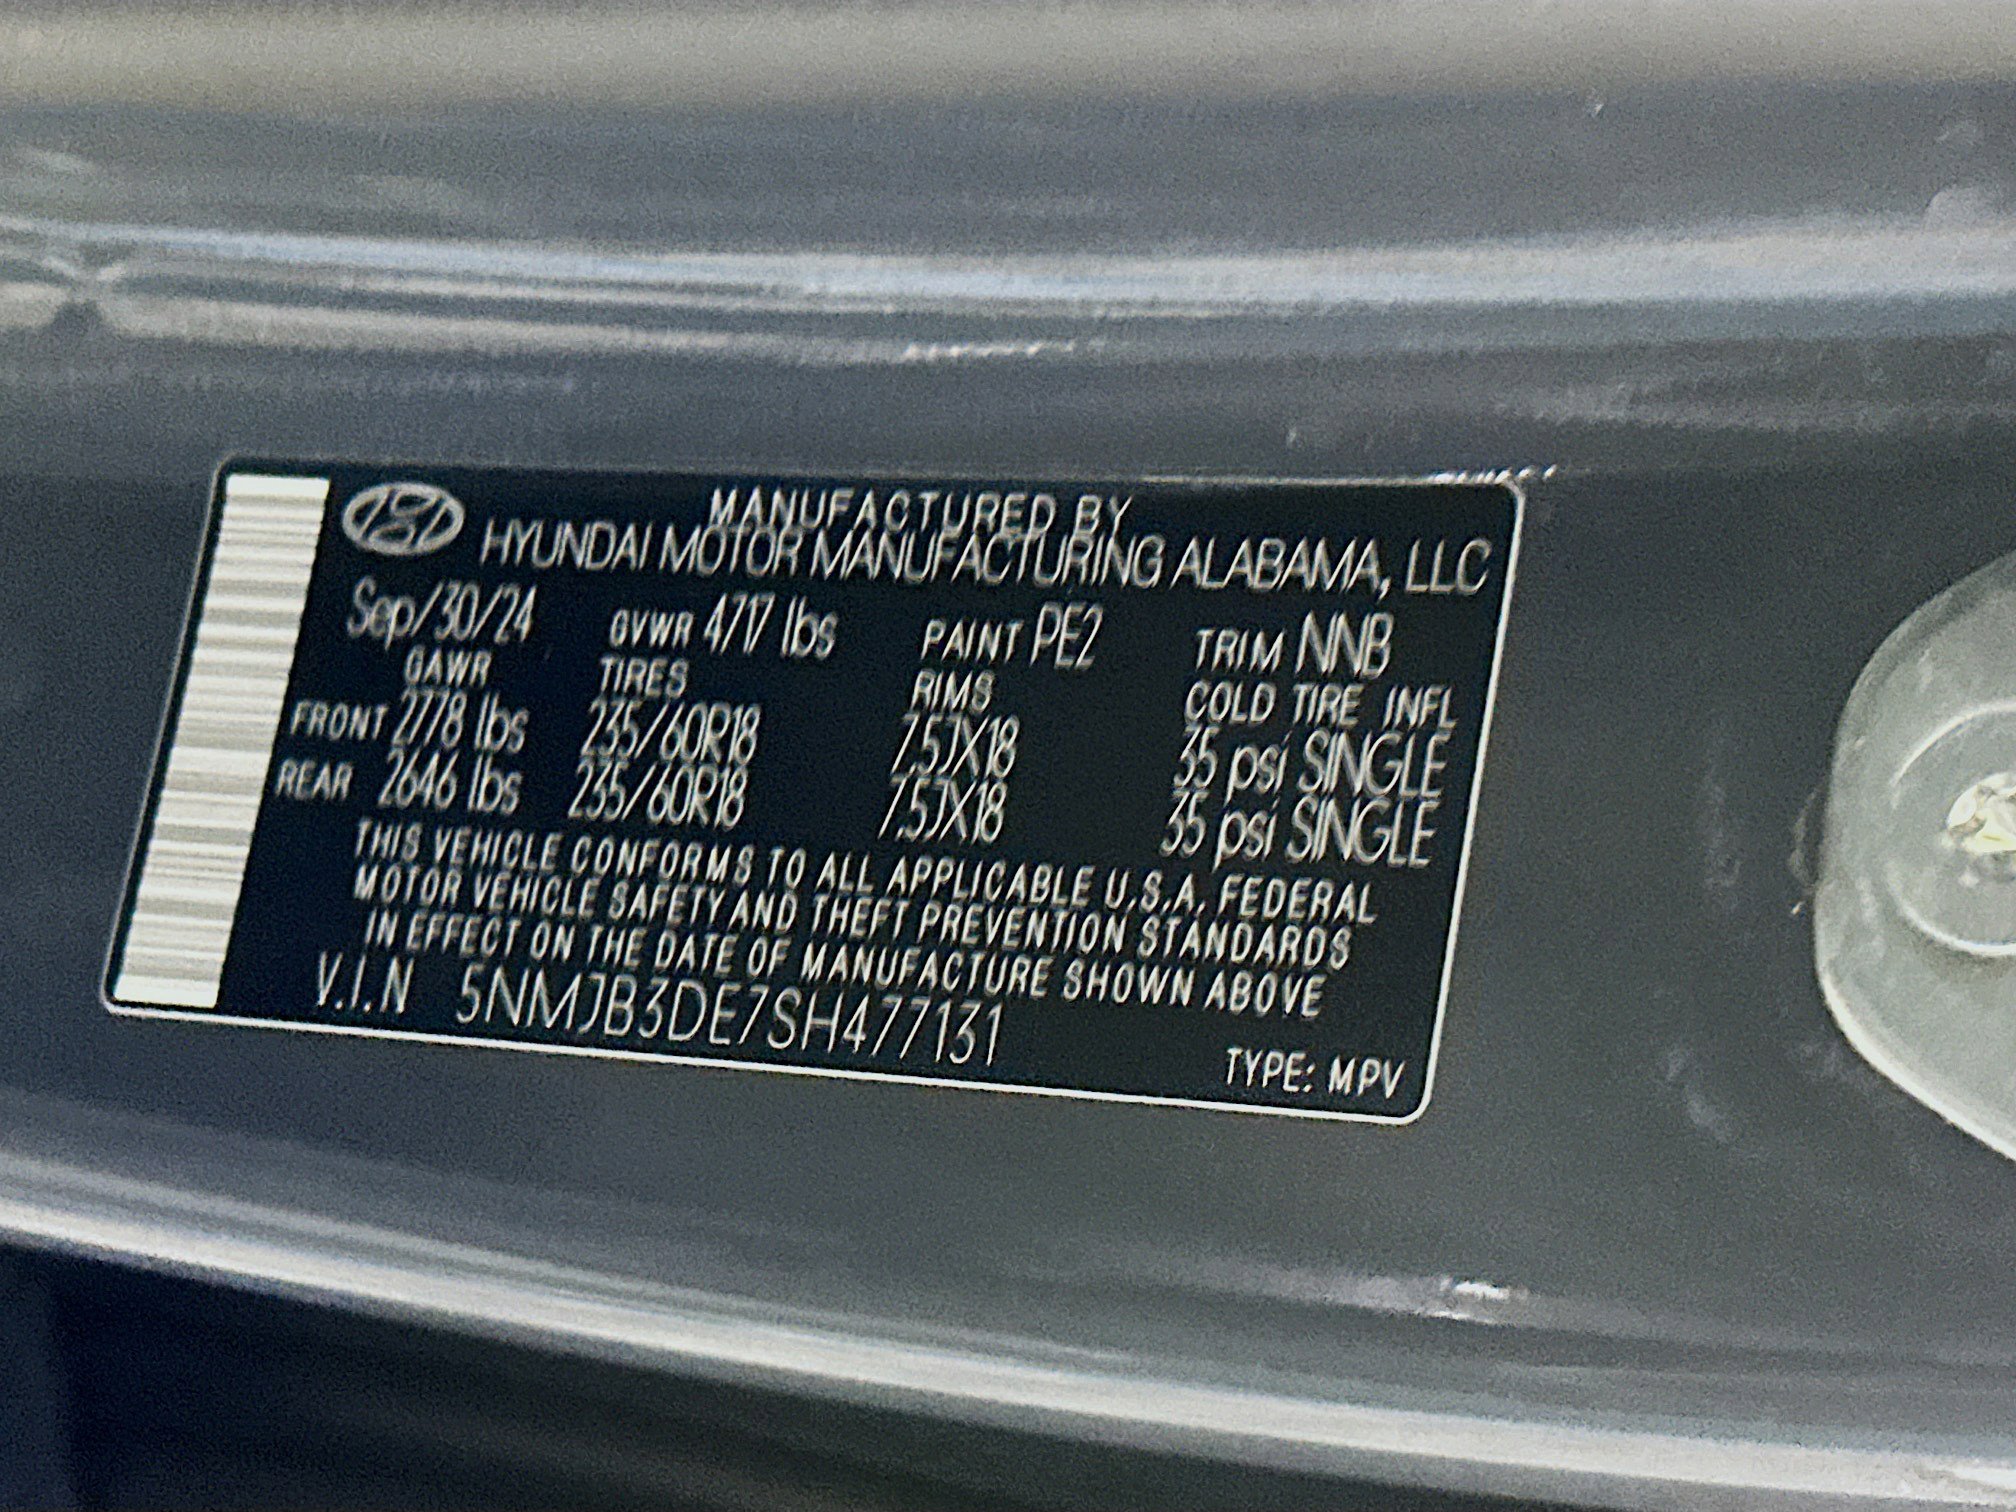 MANUFACTURED BY
HYUNDAI MOTOR MANUFACTURING ALABAMA, LLC
Sep/30/24 GVWR 4717 lbs PAINT PE2 TRIM NNB
GAWR TIRES RIMS COLD TIRE INFL
FRONT 2778 lbs 235/60R18 7.5JX18 35 psi SINGLE
REAR 2646 lbs 235/60R18 7.5JX18 35 psi SINGLE
THIS VEHICLE CONFORMS TO ALL APPLICABLE U.S.A. FEDERAL
MOTOR VEHICLE SAFETY AND THEFT PREVENTION STANDARDS
IN EFFECT ON THE DATE OF MANUFACTURE SHOWN ABOVE
V.I.N 5NMJB3DE7SH477131
TYPE: MPV